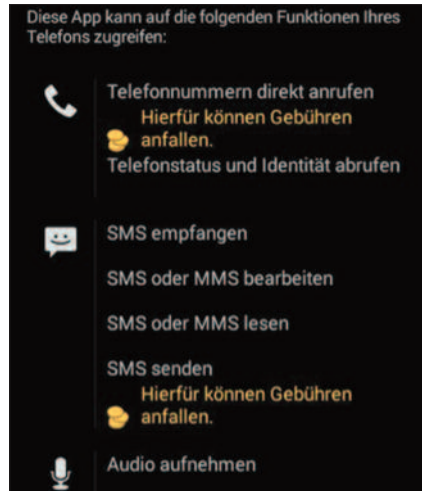 Diese App kann auf die folgenden Funktionen Ihres
Telefons zugreifen:
Telefonnummern direkt anrufen
Hierfür können Gebühren
anfallen.
Telefonstatus und Identität abrufen
SMS empfangen
SMS oder MMS bearbeiten
SMS oder MMS lesen
SMS senden
Hierfür können Gebühren
anfallen.
Audio aufnehmen